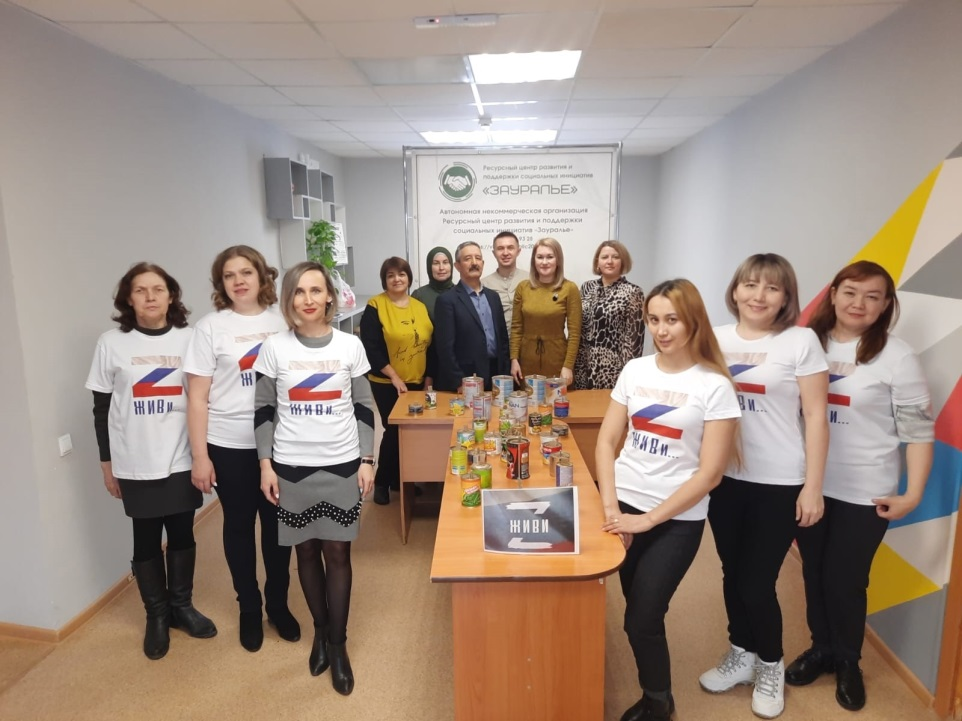 Ресурсный центр развития и
поддержки социальных инициатив
«ЗАУРАЛЬЕ»
Автономная некоммерческая организация
Ресурсный центр развития и поддержки
социальных инициатив «Зауралье»
Z
ЖИВИ
Z
живи...
живи...
живи...
живи...
живи...
ЖИВИ
Z